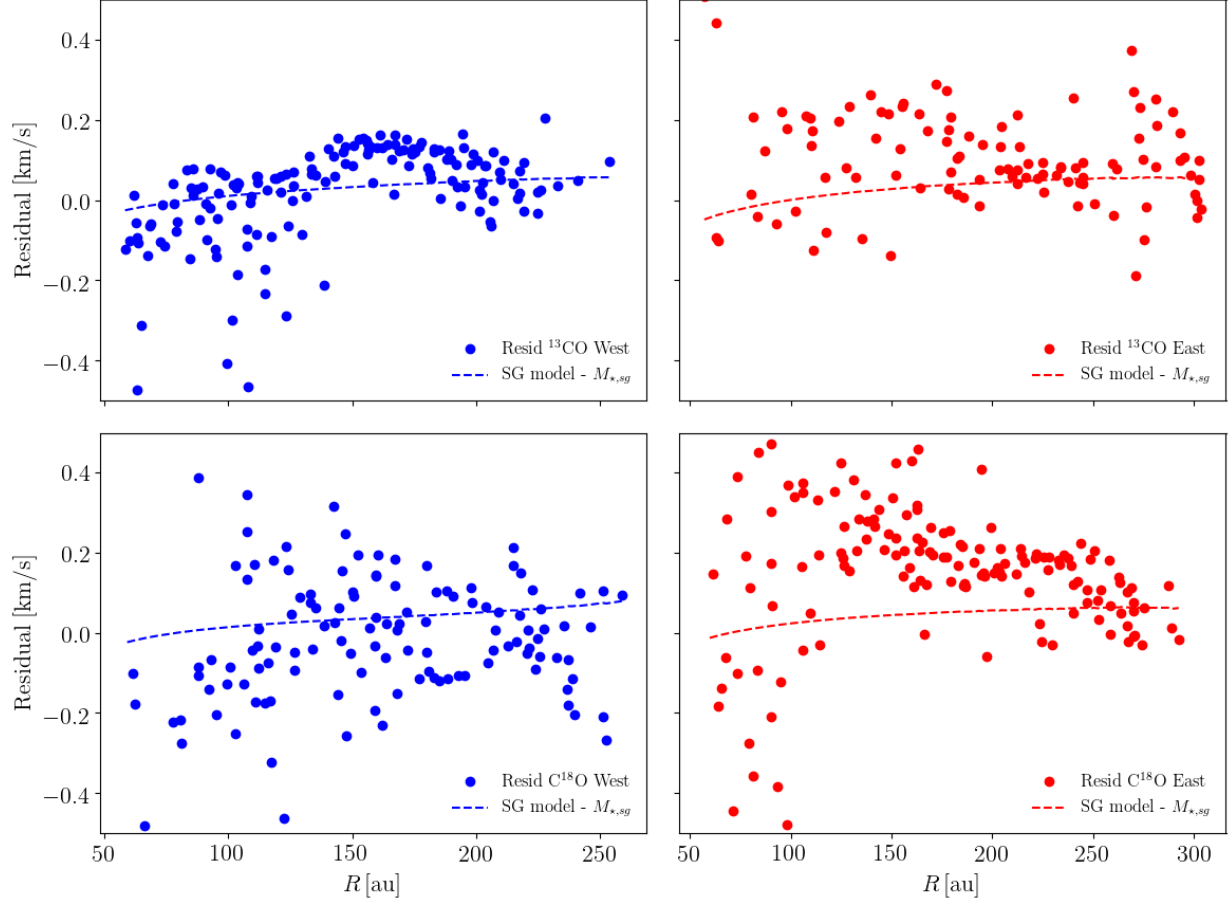 0.4
0.2
0.0
−0.2
−0.4
Residual [km/s]
Resid ¹³CO West
SG model - M⋆,sg
Resid ¹³CO East
SG model - M⋆,sg
0.4
0.2
0.0
−0.2
−0.4
Residual [km/s]
Resid C¹⁸O West
SG model - M⋆,sg
Resid C¹⁸O East
SG model - M⋆,sg
50 100 150 200 250
R [au]
50 100 150 200 250 300
R [au]